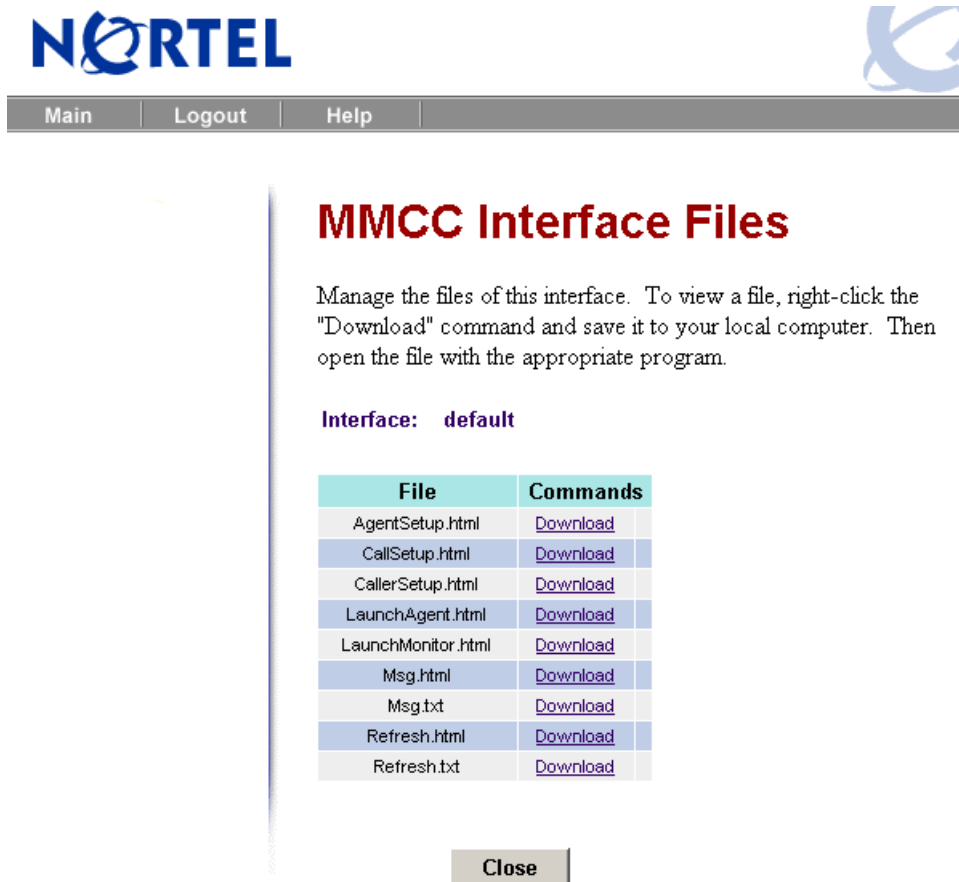 NORTEL
Main Logout Help
MMCC Interface Files
Manage the files of this interface. To view a file, right-click the
"Download" command and save it to your local computer. Then
open the file with the appropriate program.
Interface: default
File Commands
AgentSetup.html Download
CallSetup.html Download
CallerSetup.html Download
LaunchAgent.html Download
LaunchMonitor.html Download
Msg.html Download
Msg.txt Download
Refresh.html Download
Refresh.txt Download
Close